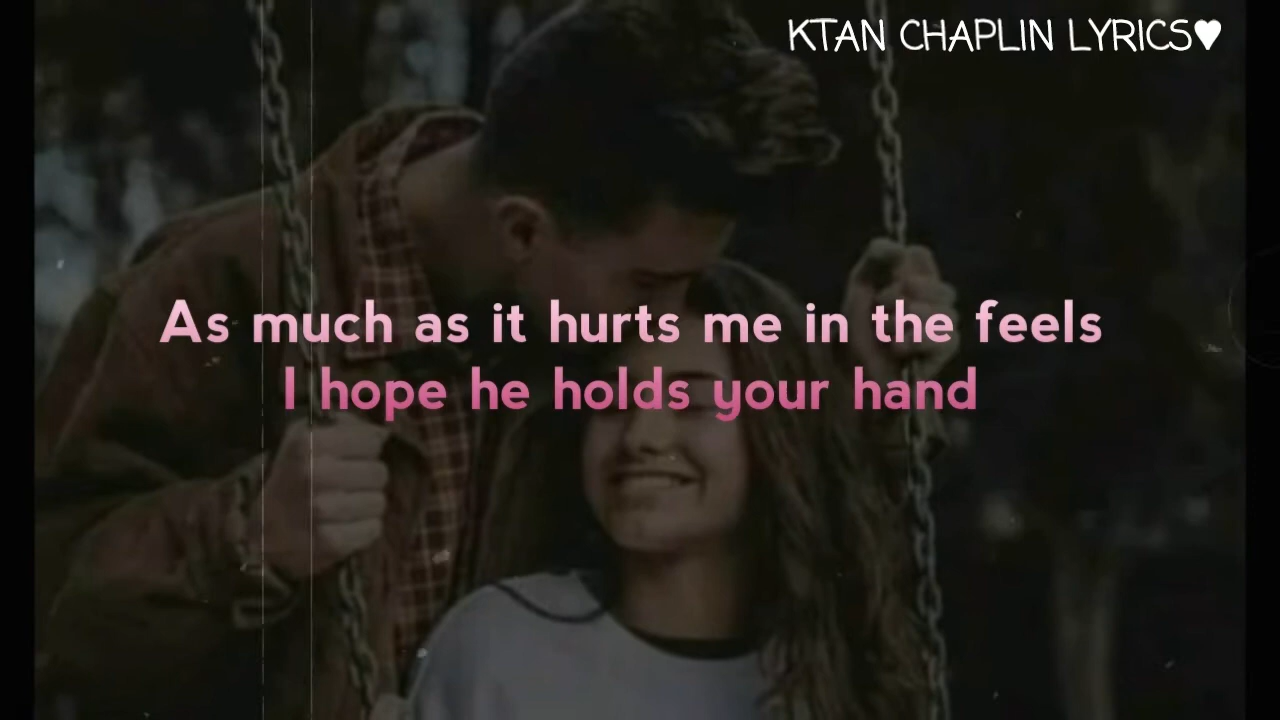 KTAN CHAPLIN LYRICS♥
As much as it hurts me in the feels
I hope he holds your hand